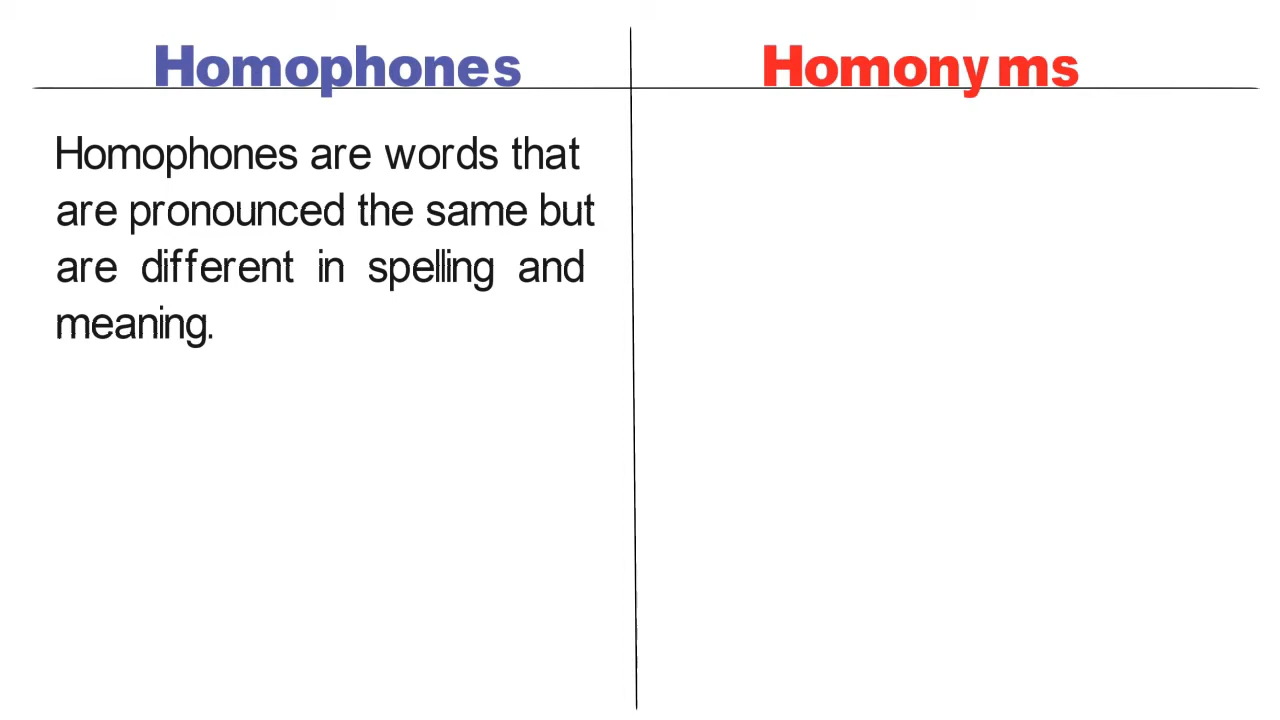 Homophones
Homonyms
Homophones are words that
are pronounced the same but
are different in spelling and
meaning.